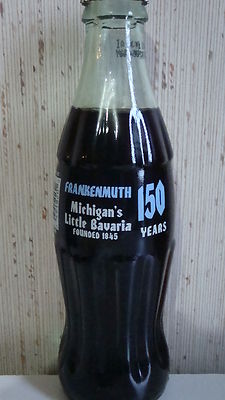 FRANKENMUTH
Michigan's
Little Bavaria
FOUNDED 1845
150
YEARS